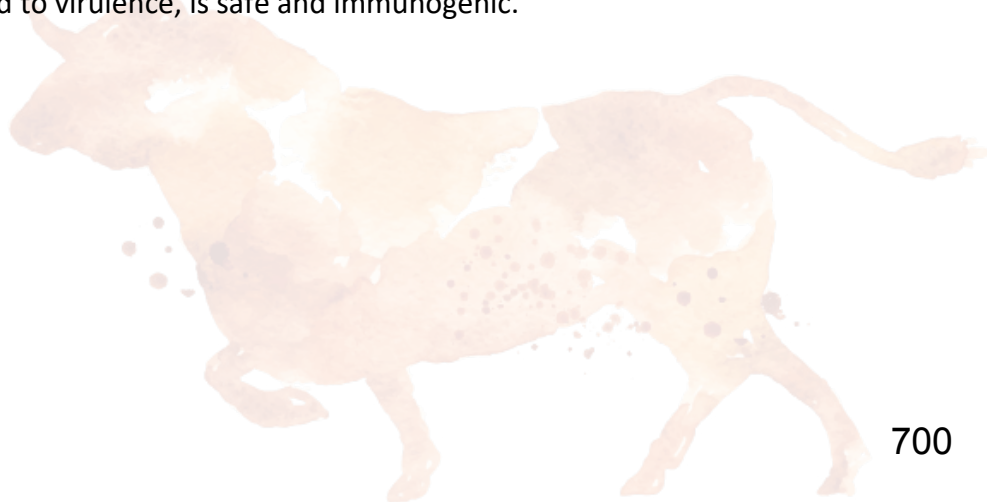 d to virulence, is safe and immunogenic.
700